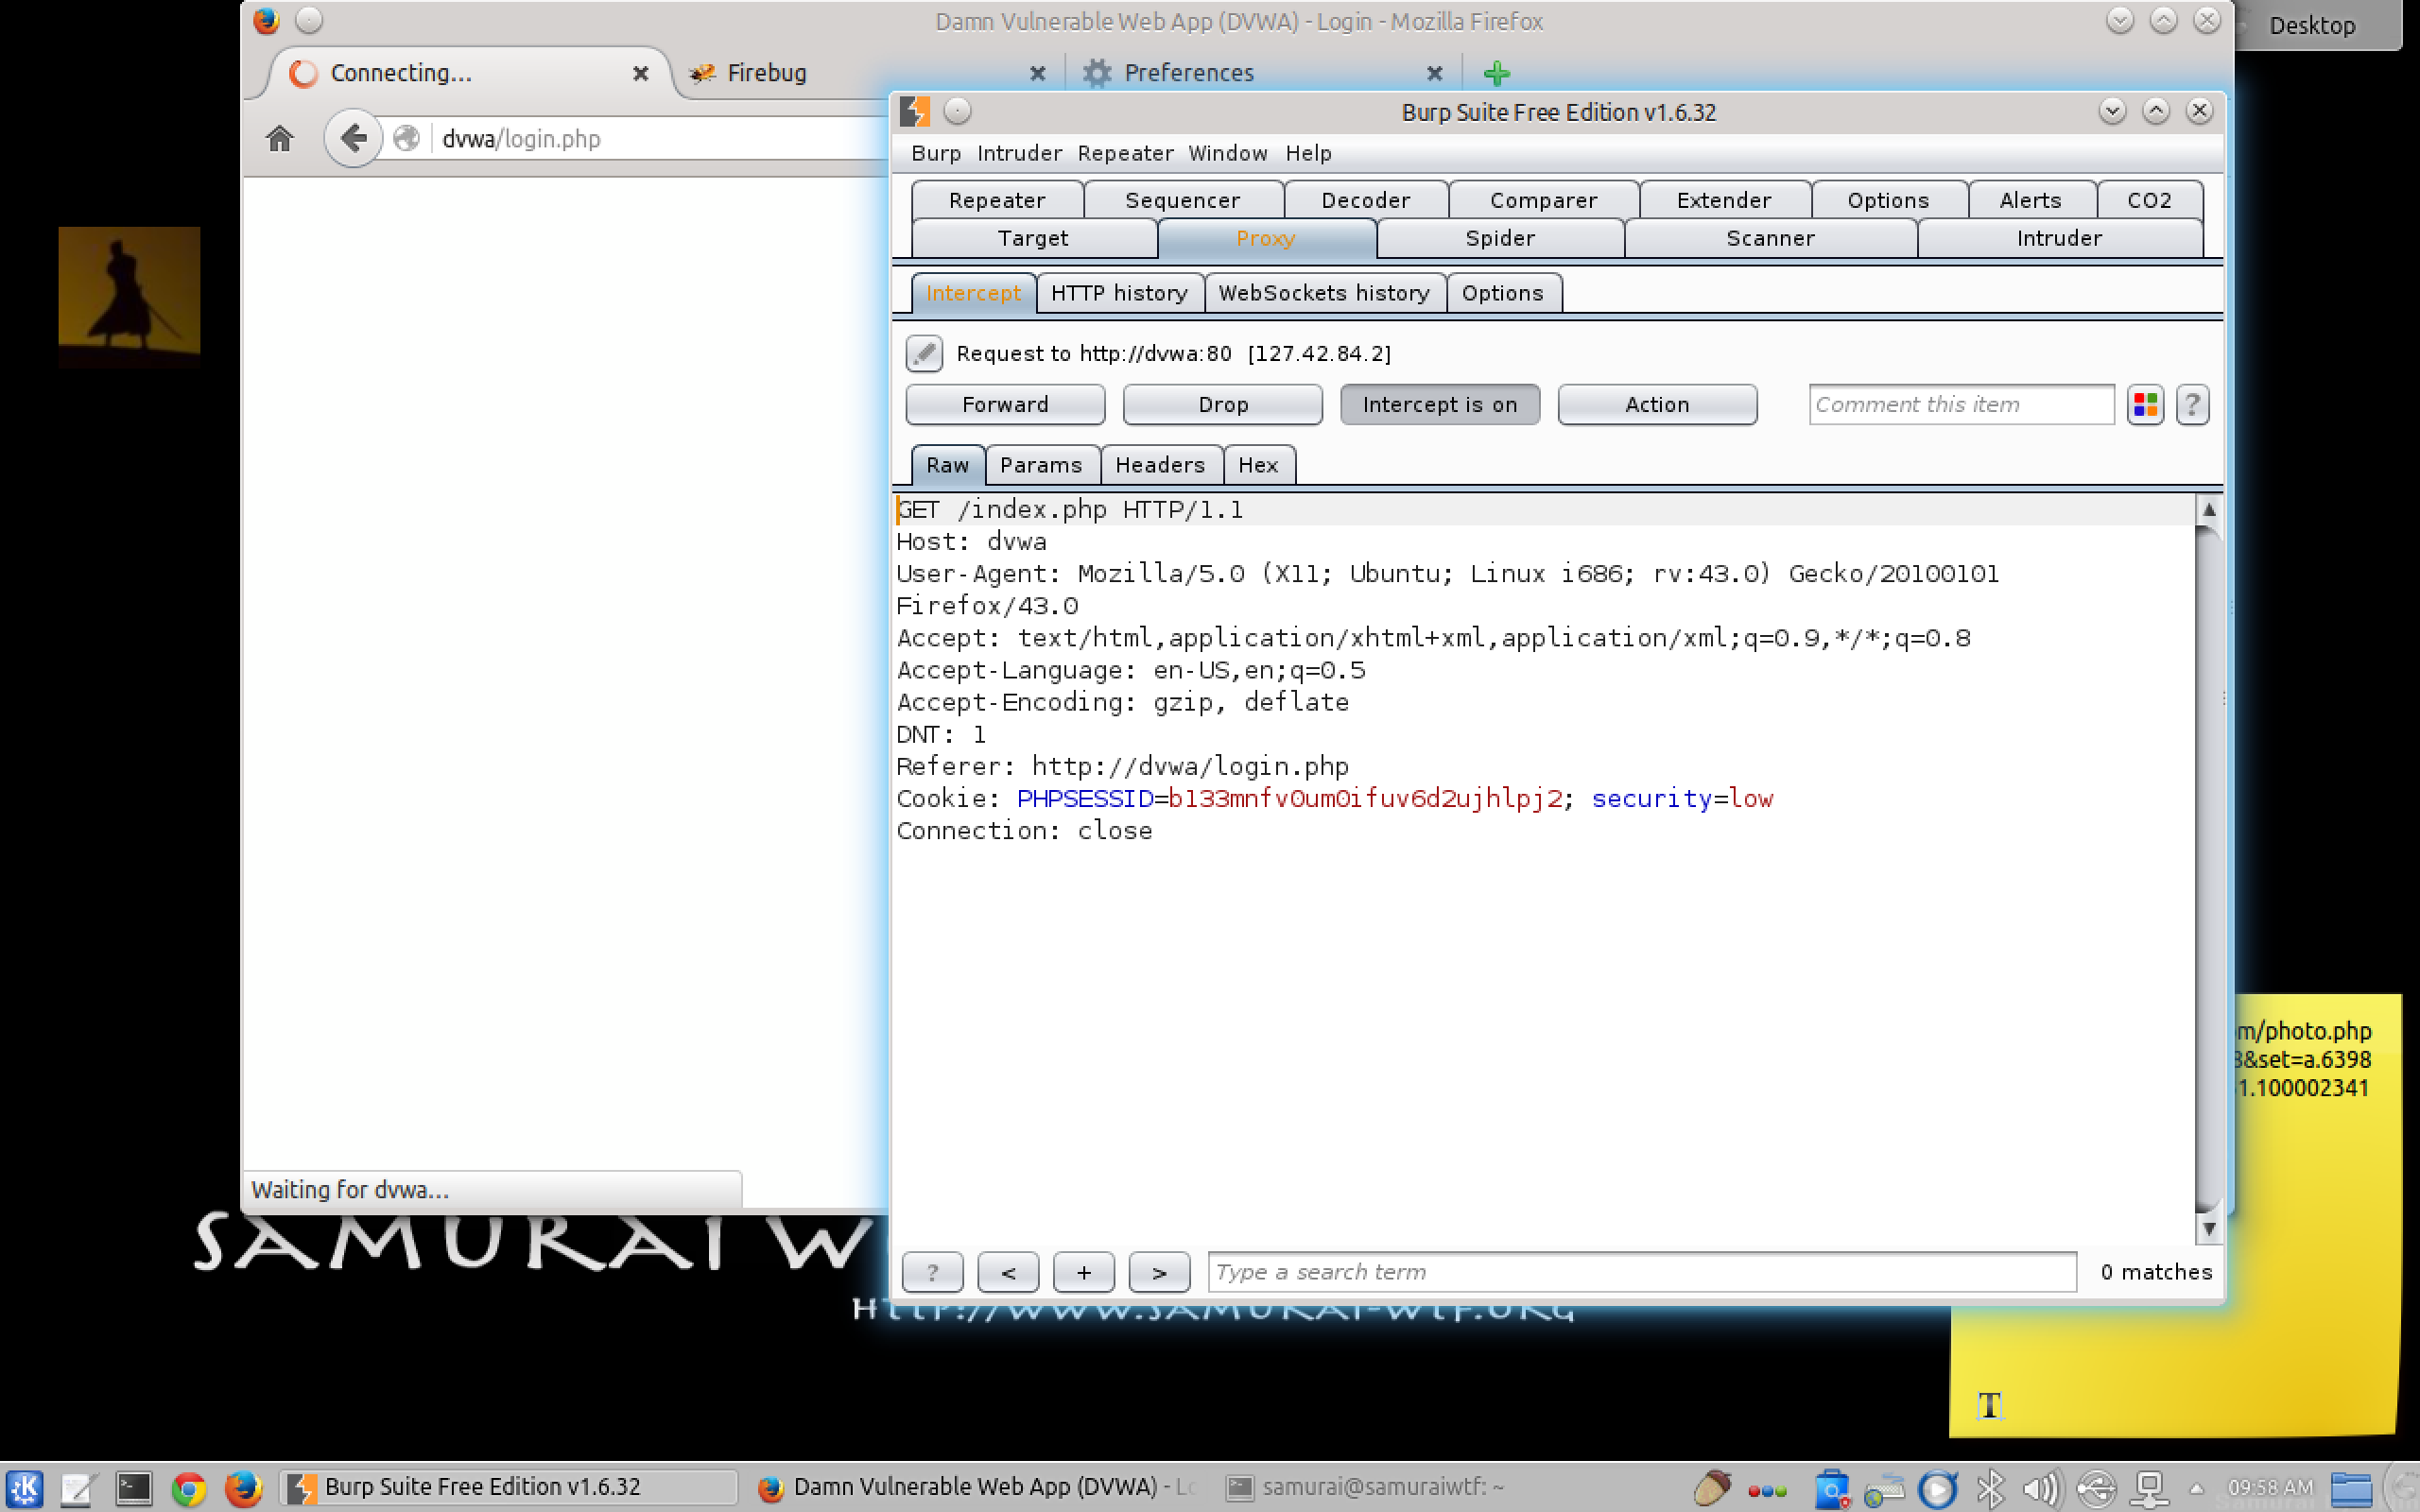 Damn Vulnerable Web App (DVWA) - Login - Mozilla Firefox
Desktop
Connecting...
Firebug
Preferences
dvwa/login.php
Burp Suite Free Edition v1.6.32
Burp Intruder Repeater Window Help
Repeater Sequencer Decoder Comparer Extender Options Alerts CO2
Target Proxy Spider Scanner Intruder
Intercept HTTP history WebSockets history Options
Request to http://dvwa:80 [127.42.84.2]
Forward Drop Intercept is on Action Comment this item ?
Raw Params Headers Hex
GET /index.php HTTP/1.1
Host: dvwa
User-Agent: Mozilla/5.0 (X11; Ubuntu; Linux i686; rv:43.0) Gecko/20100101
Firefox/43.0
Accept: text/html,application/xhtml+xml,application/xml;q=0.9,*/*;q=0.8
Accept-Language: en-US,en;q=0.5
Accept-Encoding: gzip, deflate
DNT: 1
Referer: http://dvwa/login.php
Cookie: PHPSESSID=b133mnfv0um0ifuv6d2ujhlpj2; security=low
Connection: close
m/photo.php
&set=a.6398
1.100002341
Waiting for dvwa...
SAMURAI W
? < + > Type a search term 0 matches
HTTP://WWW.SAMURAI-WTF.ORG
T
Burp Suite Free Edition v1.6.32
Damn Vulnerable Web App (DVWA) - Lo
samurai@samuraiwtf: ~
09:58 AM